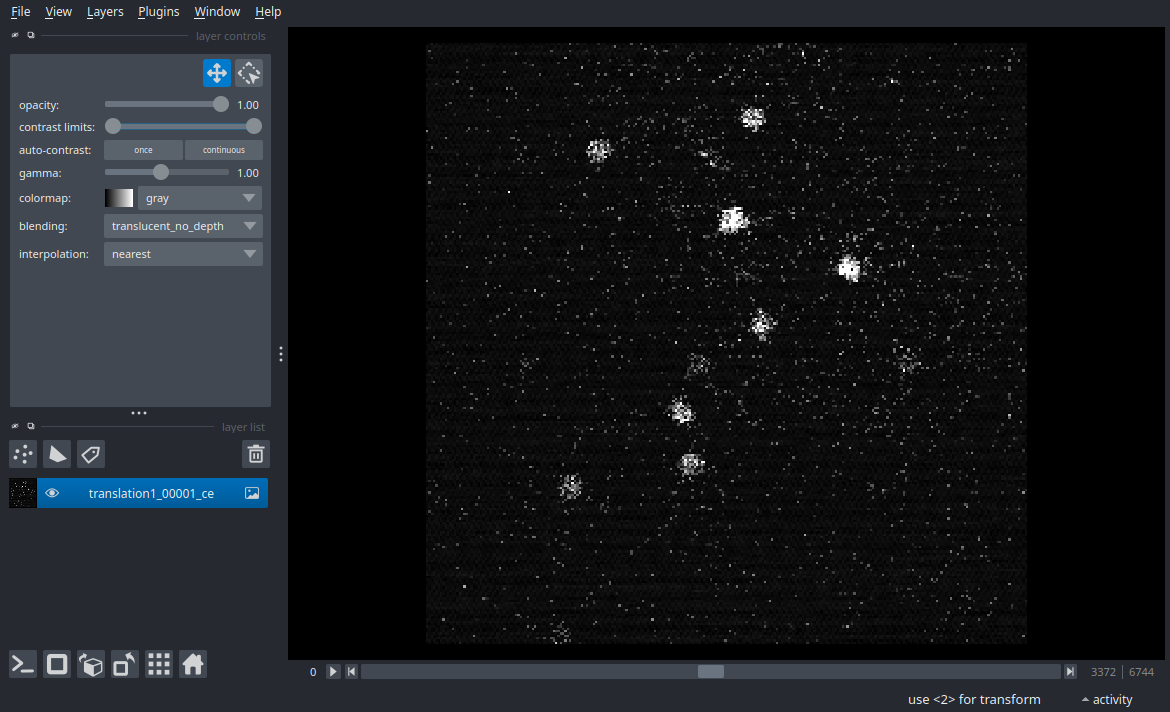 File View Layers Plugins Window Help
layer controls
opacity: 1.00
contrast limits:
auto-contrast: once continuous
gamma: 1.00
colormap: gray
blending: translucent_no_depth
interpolation: nearest
layer list
translation1_00001_ce
0 3372 6744
use <2> for transform activity